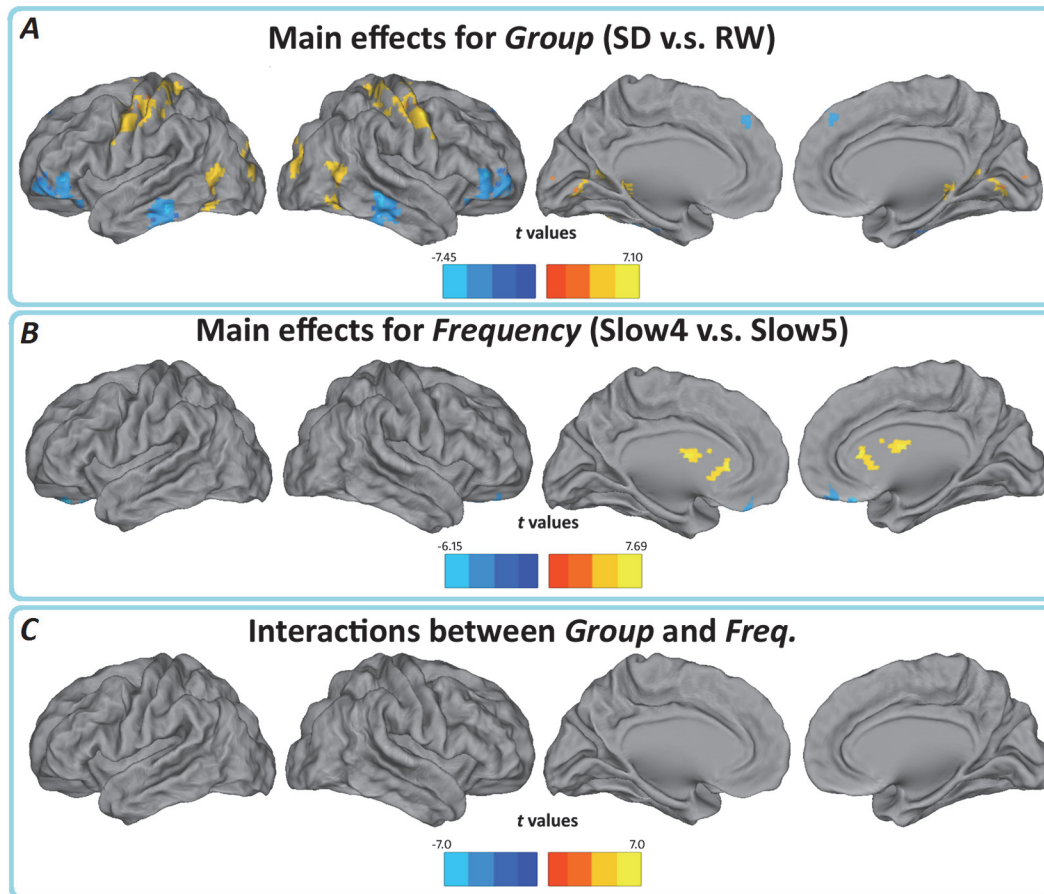 A
Main effects for Group (SD v.s. RW)
t values
-7.45 7.10
B
Main effects for Frequency (Slow4 v.s. Slow5)
t values
-6.15 7.69
C
Interactions between Group and Freq.
t values
-7.0 7.0